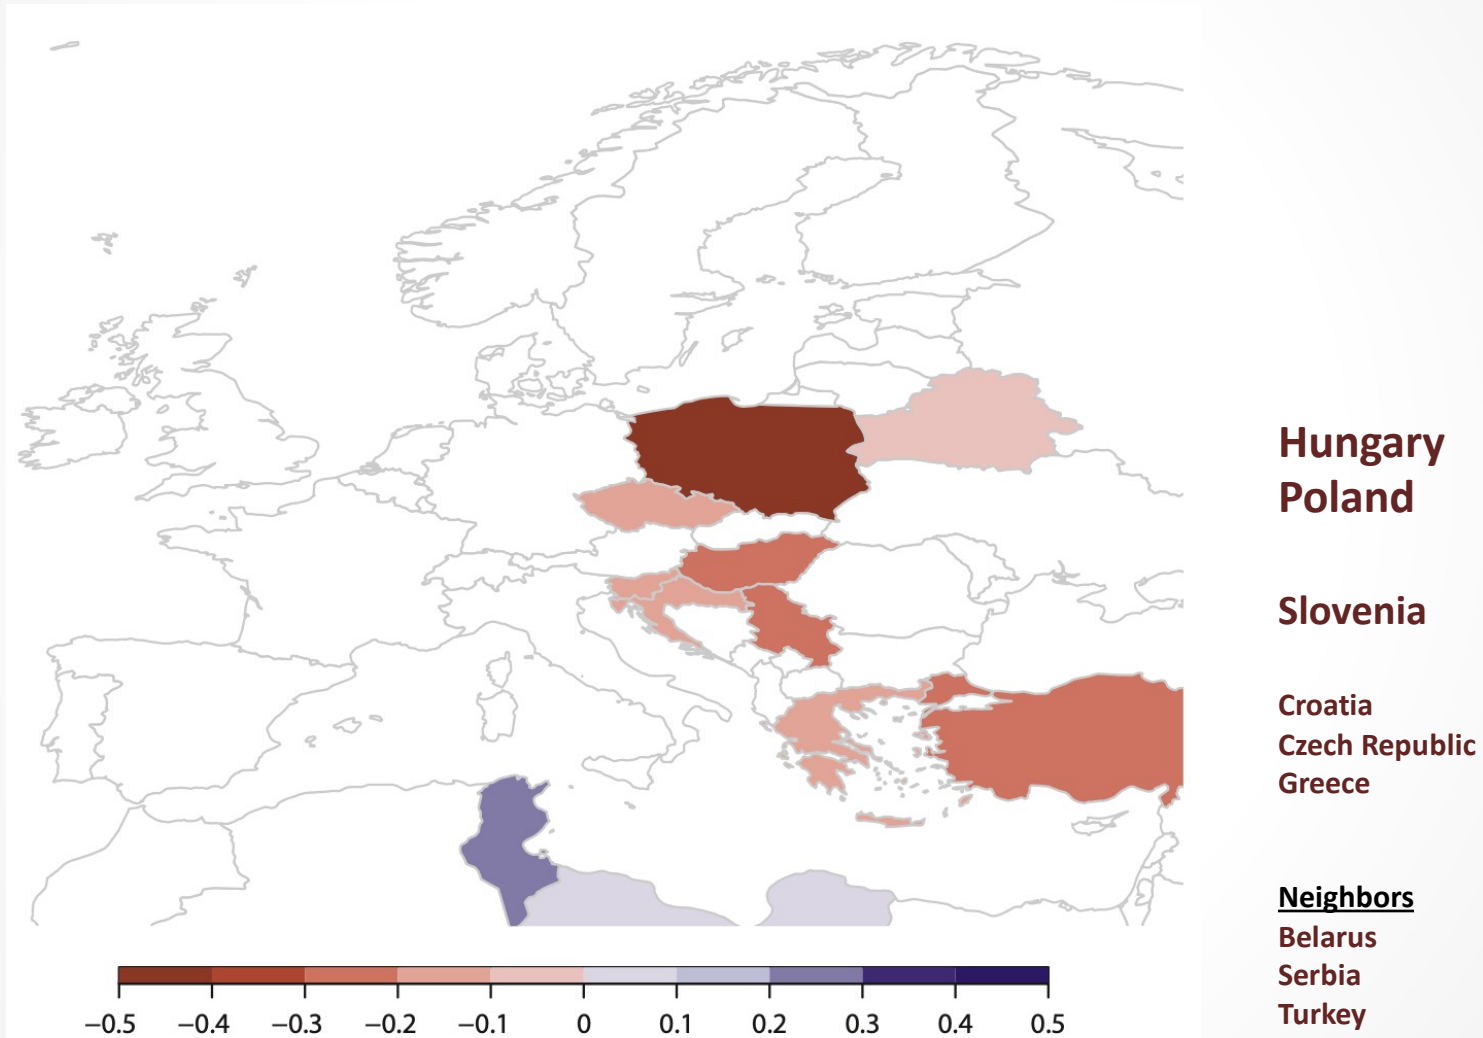 Hungary
Poland
Slovenia
Croatia
Czech Republic
Greece
Neighbors
Belarus
Serbia
Turkey
−0.5 −0.4 −0.3 −0.2 −0.1 0 0.1 0.2 0.3 0.4 0.5